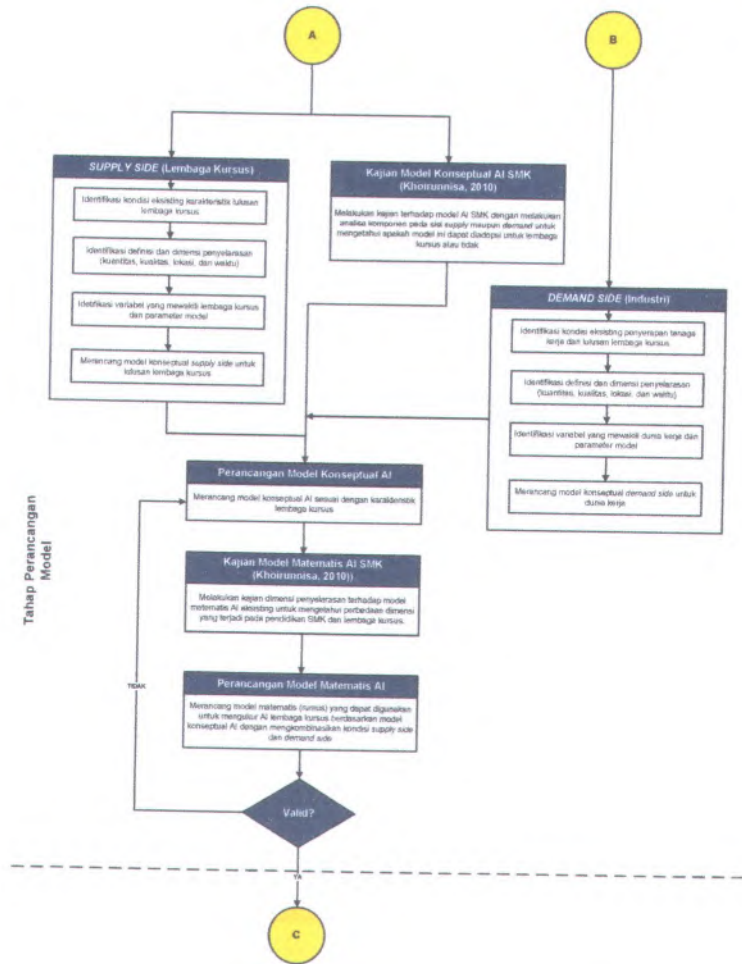 A
B
SUPPLY SIDE (Lembaga Kursus)
Identifikasi kondisi eksisting karakteristik lulusan
lembaga kursus
Identifikasi definisi dan dimensi penyelarasan
(kuantitas, kualitas, lokasi, dan waktu)
Idetifikasi variabel yang mewakili lembaga kursus
dan parameter model
Merancang model konseptual supply side untuk
lulusan lembaga kursus
Kajian Model Konseptual AI SMK
(Khoirunnisa, 2010)
Melakukan kajian terhadap model AI SMK dengan melakukan
analisa komponen pada sisi supply maupun demand untuk
mengetahui apakah model ini dapat diadopsi untuk lembaga
kursus atau tidak
DEMAND SIDE (Industri)
Identifikasi kondisi eksisting penyerapan tenaga
kerja dan lulusan lembaga kursus
Identifikasi definisi dan dimensi penyelarasan
(kuantitas, kualitas, lokasi, dan waktu)
Identifikasi variabel yang mewakili dunia kerja dan
parameter model
Merancang model konseptual demand side untuk
dunia kerja
Tahap Perancangan
Model
Perancangan Model Konseptual AI
Merancang model konseptual AI sesuai dengan karakteristik
lembaga kursus
Kajian Model Matematis AI SMK
(Khoirunnisa, 2010))
Melakukan kajian dimensi penyelarasan terhadap model
matematis AI eksisting untuk mengetahui perbedaan dimensi
yang terjadi pada pendidikan SMK dan lembaga kursus.
TIDAK
Perancangan Model Matematis AI
Merancang model matematis (rumus) yang dapat digunakan
untuk mengukur AI lembaga kursus berdasarkan model
konseptual AI dengan mengkombinasikan kondisi supply side
dan demand side
Valid?
YA
C